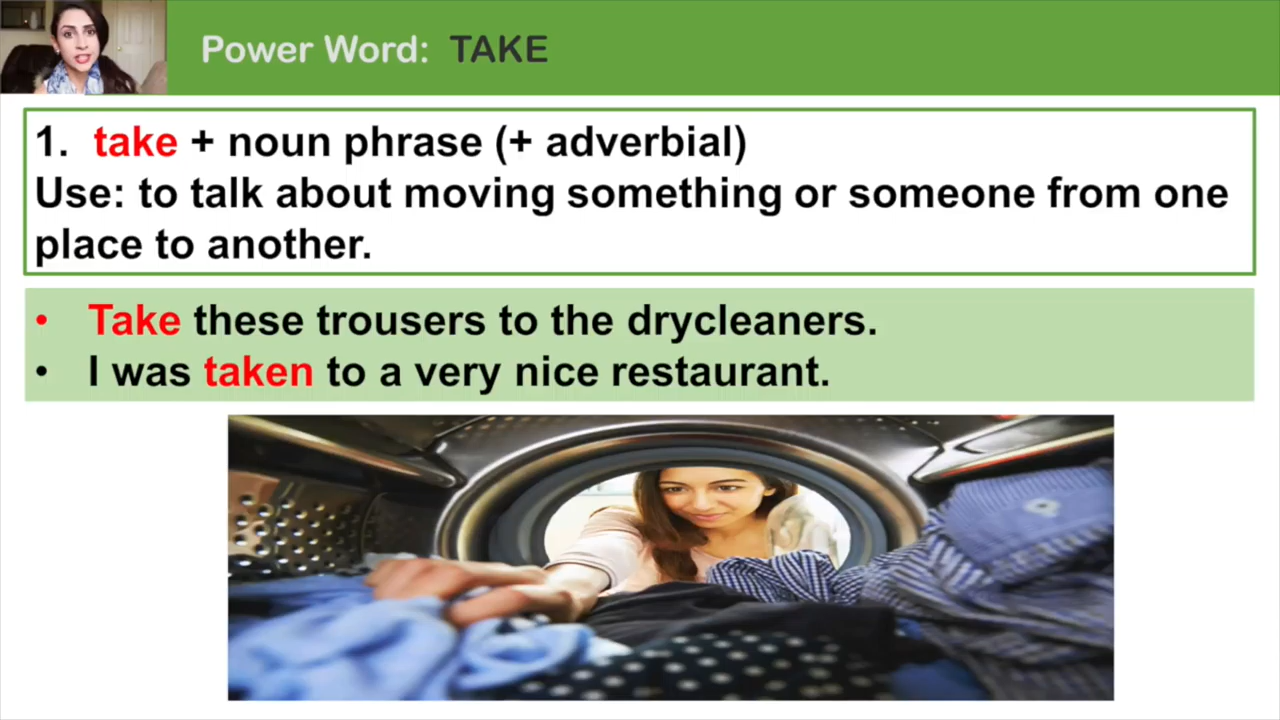 Power Word: TAKE
1. take + noun phrase (+ adverbial)
Use: to talk about moving something or someone from one
place to another.
• Take these trousers to the drycleaners.
• I was taken to a very nice restaurant.